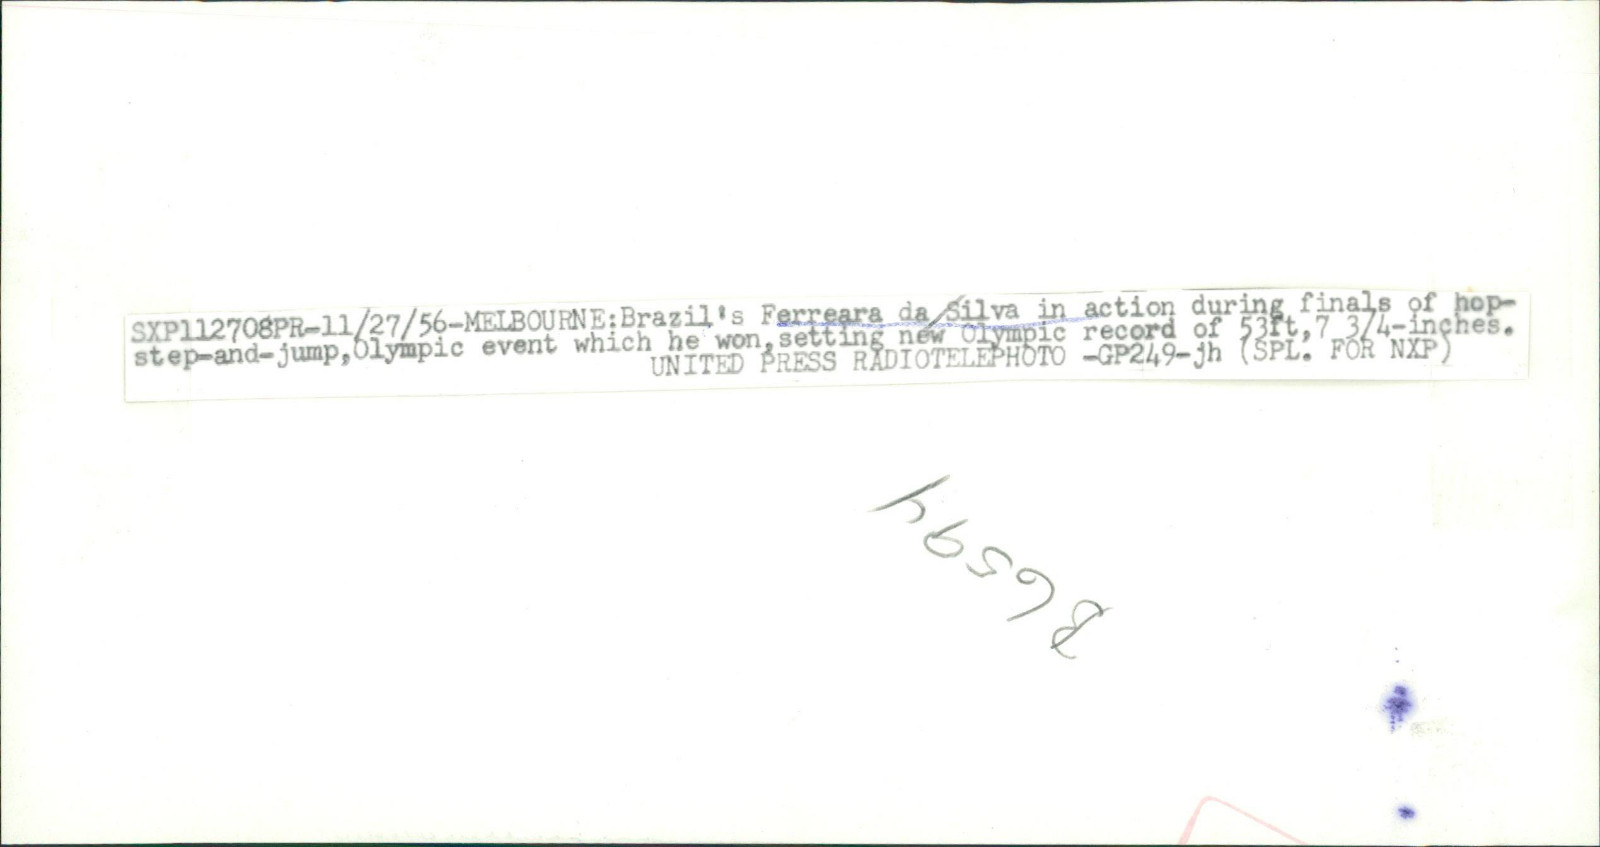 SXP112708PR-11/27/56-MELBOURNE:Brazil's Ferreara da Silva in action during finals of hop-
step-and-jump,Olympic event which he won,setting new Olympic record of 53ft,7 3/4-inches.
UNITED PRESS RADIOTELEPHOTO -GP249-jh (SPL. FOR NXP)
B6594